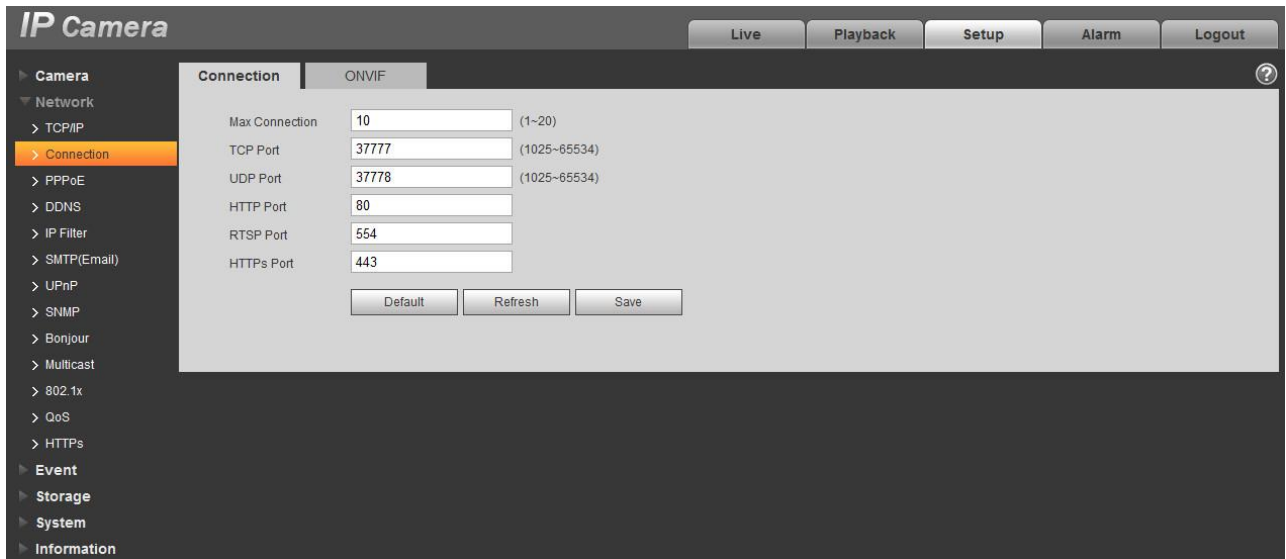 IP Camera
Live Playback Setup Alarm Logout
Camera
Network
TCP/IP
Connection
PPPoE
DDNS
IP Filter
SMTP(Email)
UPnP
SNMP
Bonjour
Multicast
802.1x
QoS
HTTPs
Event
Storage
System
Information
Connection ONVIF ?
Max Connection 10 (1~20)
TCP Port 37777 (1025~65534)
UDP Port 37778 (1025~65534)
HTTP Port 80
RTSP Port 554
HTTPs Port 443
Default Refresh Save